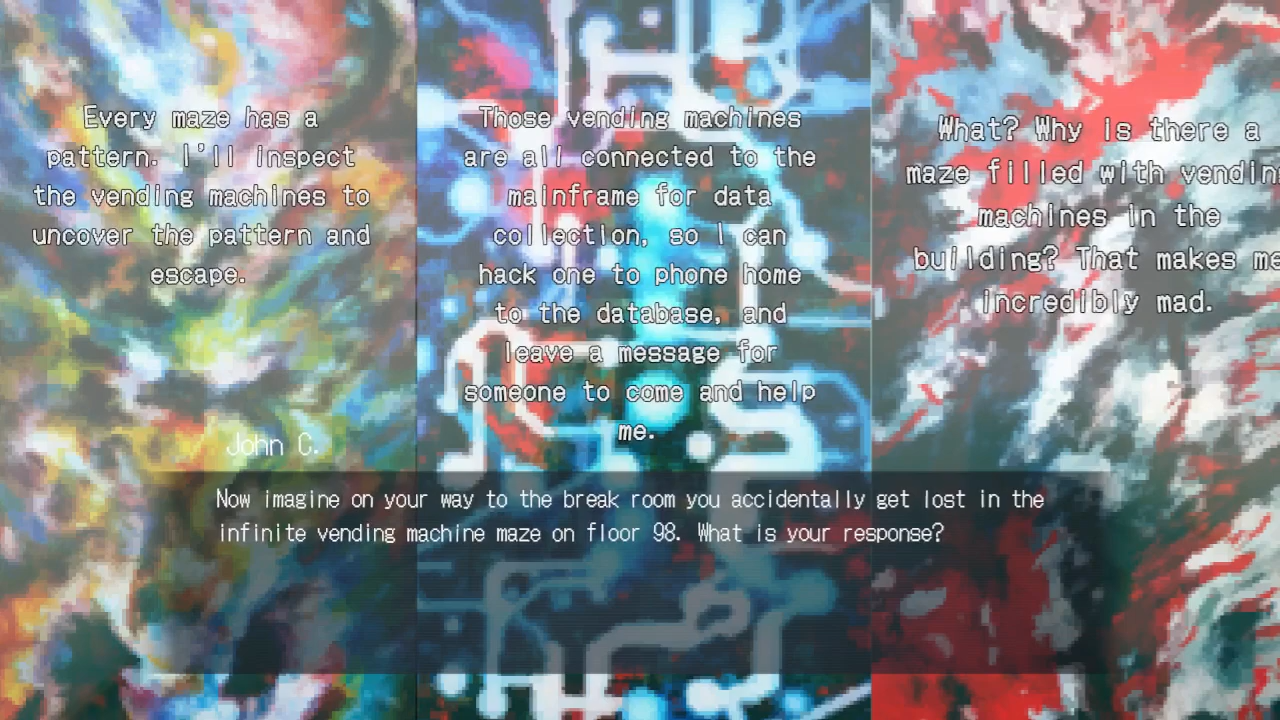 Every maze has a
pattern. I'll inspect
the vending machines to
uncover the pattern and
escape.
Those vending machines
are all connected to the
mainframe for data
collection, so I can
hack one to phone home
to the database, and
leave a message for
someone to come and help
me.
What? Why is there a
maze filled with vending
machines in the
building? That makes me
incredibly mad.
John C.
Now imagine on your way to the break room you accidentally get lost in the
infinite vending machine maze on floor 98. What is your response?